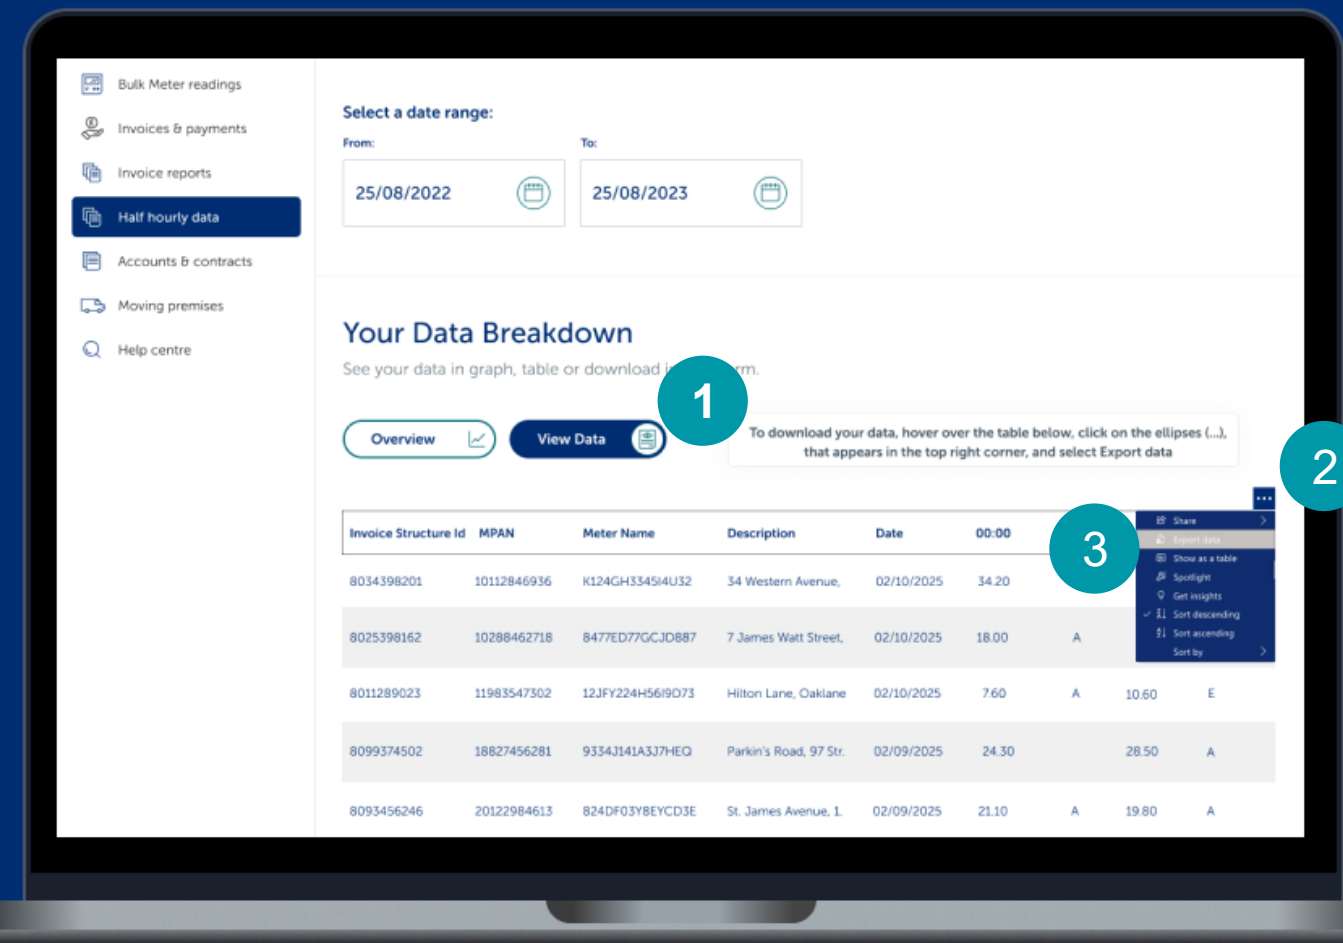 Bulk Meter readings
Invoices & payments
Invoice reports
Half hourly data
Accounts & contracts
Moving premises
Help centre
Select a date range:
From: To:
25/08/2022 25/08/2023
Your Data Breakdown
See your data in graph, table or download
1
Overview View Data
To download your data, hover over the table below, click on the ellipses (...),
that appears in the top right corner, and select Export data
2
...
Invoice Structure Id MPAN Meter Name Description Date 00:00
3
Share
Export data
Show as a table
Spotlight
Get insights
Sort descending
Sort ascending
Sort by
8034398201 10112846936 34 Western Avenue, 02/10/2025 34.20
8025398162 10288462718 8477ED77GCJD887 7 James Watt Street, 02/10/2025 18.00 A
8011289023 11983547302 Hilton Lane, Oaklane 02/10/2025 7.60 A 10.60 E
8099374502 18827456281 9334J141A3J7HEQ Parkin's Road, 97 Str. 02/09/2025 24.30 28.50 A
8093456246 20122984613 824DF03Y8EYCD3E St. James Avenue, 1. 02/09/2025 21.10 A 19.80 A